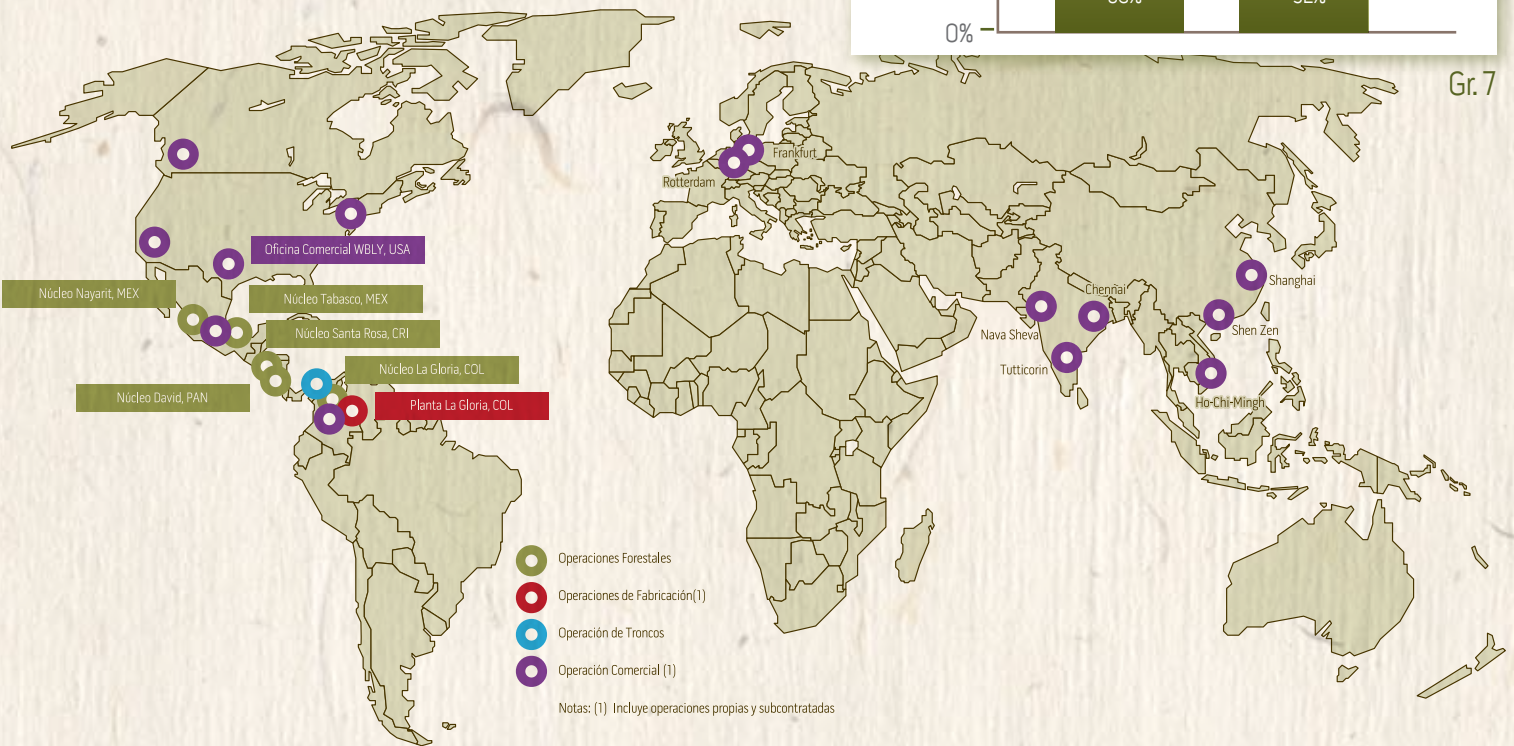 0%
Gr. 7
Frankfurt
Rotterdam
Oficina Comercial WBLY, USA
Núcleo Nayarit, MEX
Núcleo Tabasco, MEX
Núcleo Santa Rosa, CRI
Núcleo La Gloria, COL
Núcleo David, PAN
Planta La Gloria, COL
Chennai
Shanghai
Nava Sheva
Shen Zen
Tutticorin
Ho-Chi-Mingh
Operaciones Forestales
Operaciones de Fabricación(1)
Operación de Troncos
Operación Comercial (1)
Notas: (1) Incluye operaciones propias y subcontratadas